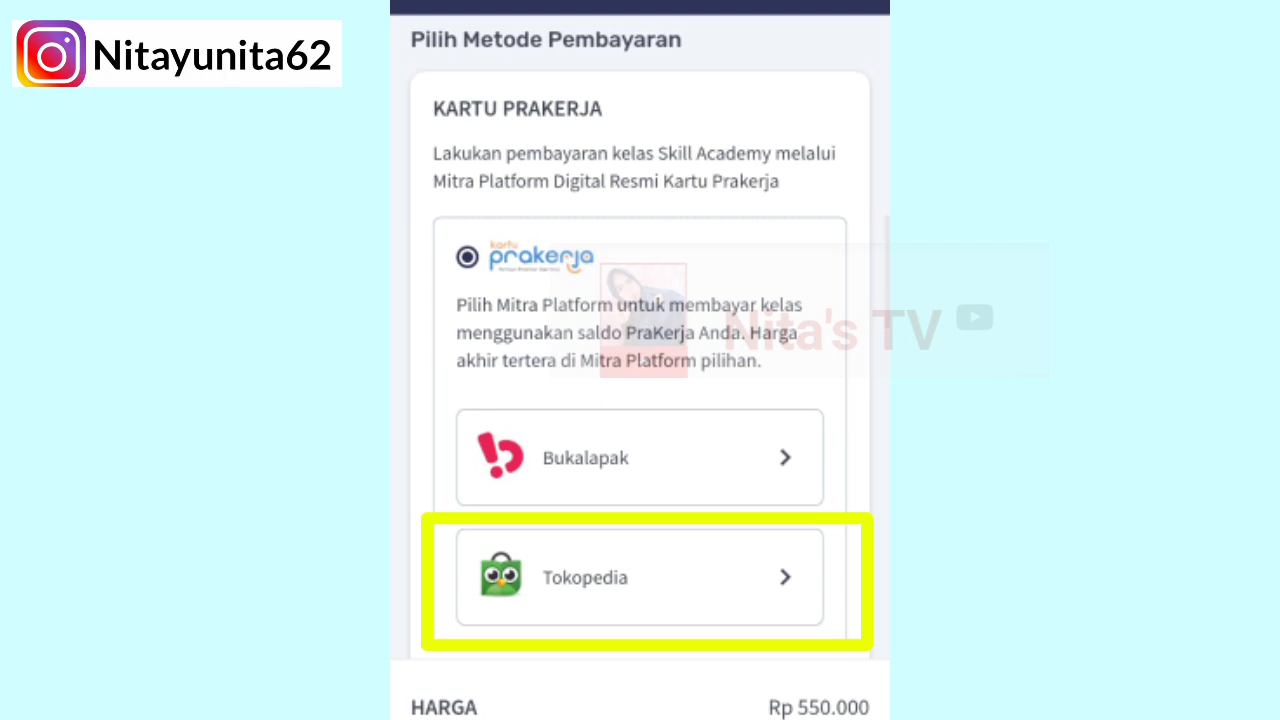 Nitayunita62
Pilih Metode Pembayaran
KARTU PRAKERJA
Lakukan pembayaran kelas Skill Academy melalui
Mitra Platform Digital Resmi Kartu Prakerja
kartu
prakerja
Pilih Mitra Platform untuk membayar kelas
menggunakan saldo PraKerja Anda. Harga
akhir tertera di Mitra Platform pilihan.
Nita's TV
Bukalapak
Tokopedia
HARGA
Rp 550.000